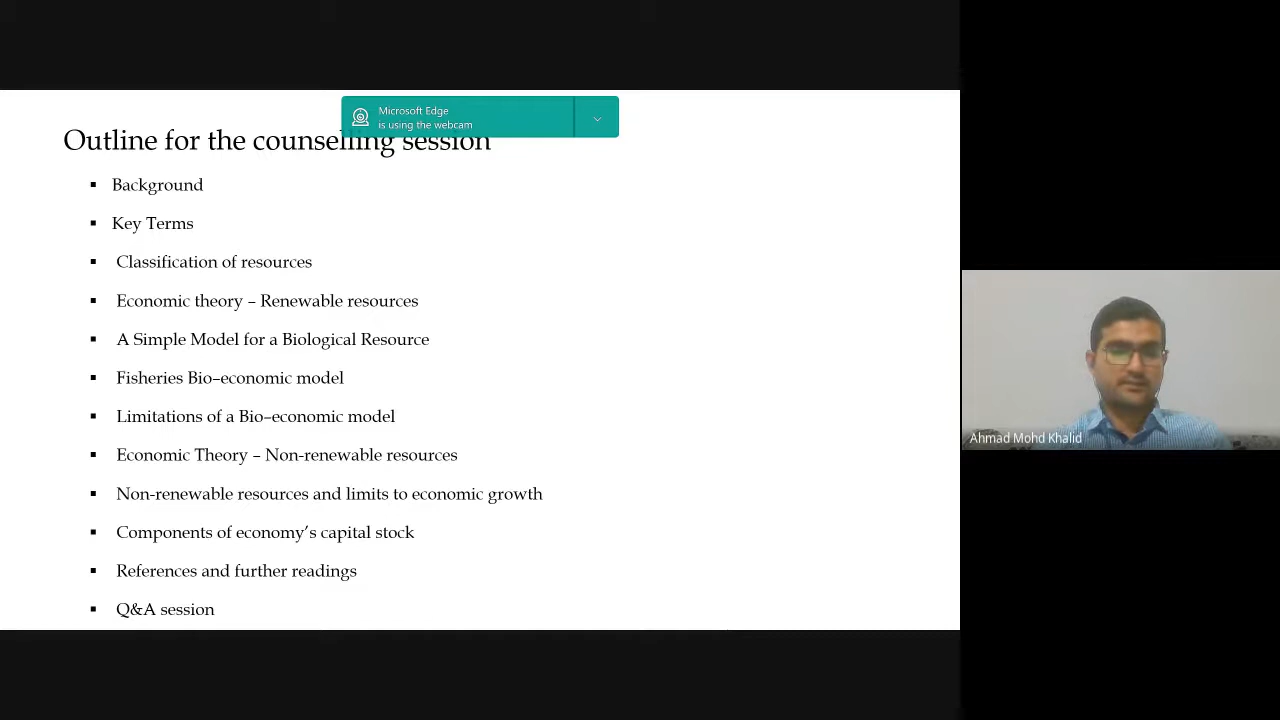 Microsoft Edge
is using the webcam
Outline for the counselling session
▪ Background
▪ Key Terms
▪ Classification of resources
▪ Economic theory – Renewable resources
▪ A Simple Model for a Biological Resource
▪ Fisheries Bio–economic model
▪ Limitations of a Bio–economic model
▪ Economic Theory – Non-renewable resources
▪ Non-renewable resources and limits to economic growth
▪ Components of economy’s capital stock
▪ References and further readings
▪ Q&A session
Ahmad Mohd Khalid